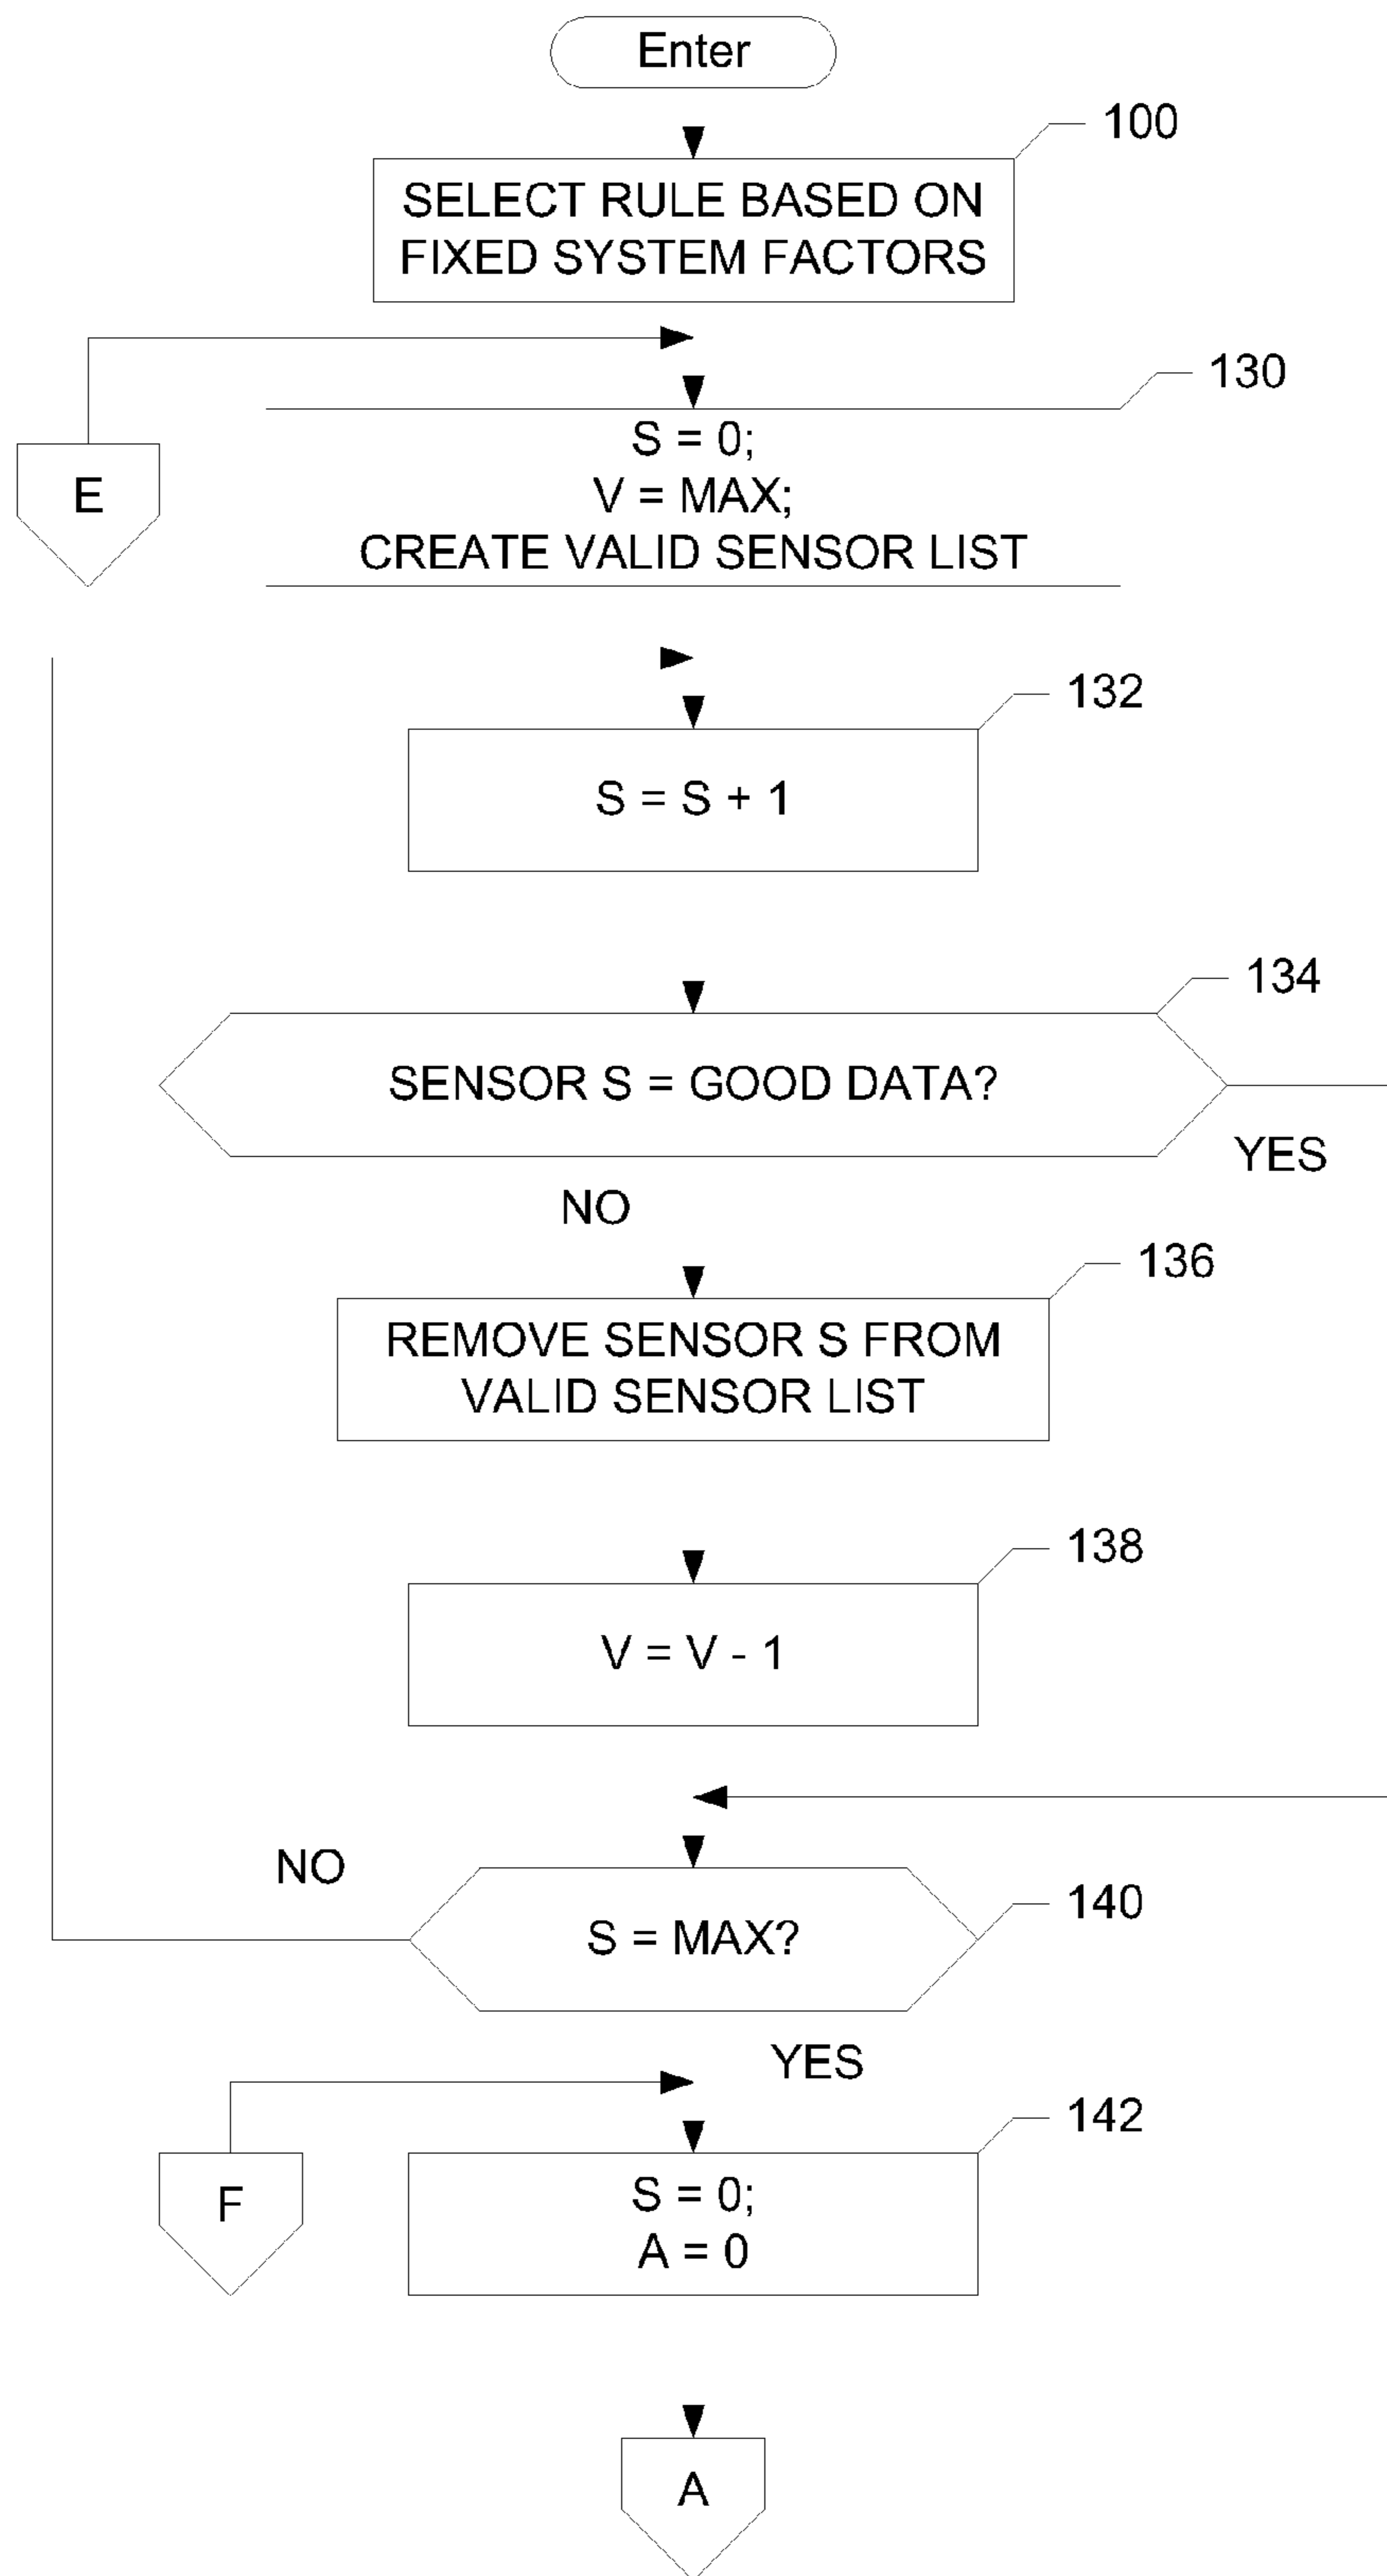 Enter
100
SELECT RULE BASED ON
FIXED SYSTEM FACTORS
130
S = 0;
V = MAX;
CREATE VALID SENSOR LIST
E
132
S = S + 1
134
SENSOR S = GOOD DATA?
YES
NO
136
REMOVE SENSOR S FROM
VALID SENSOR LIST
138
V = V - 1
NO
140
S = MAX?
YES
142
S = 0;
A = 0
F
A